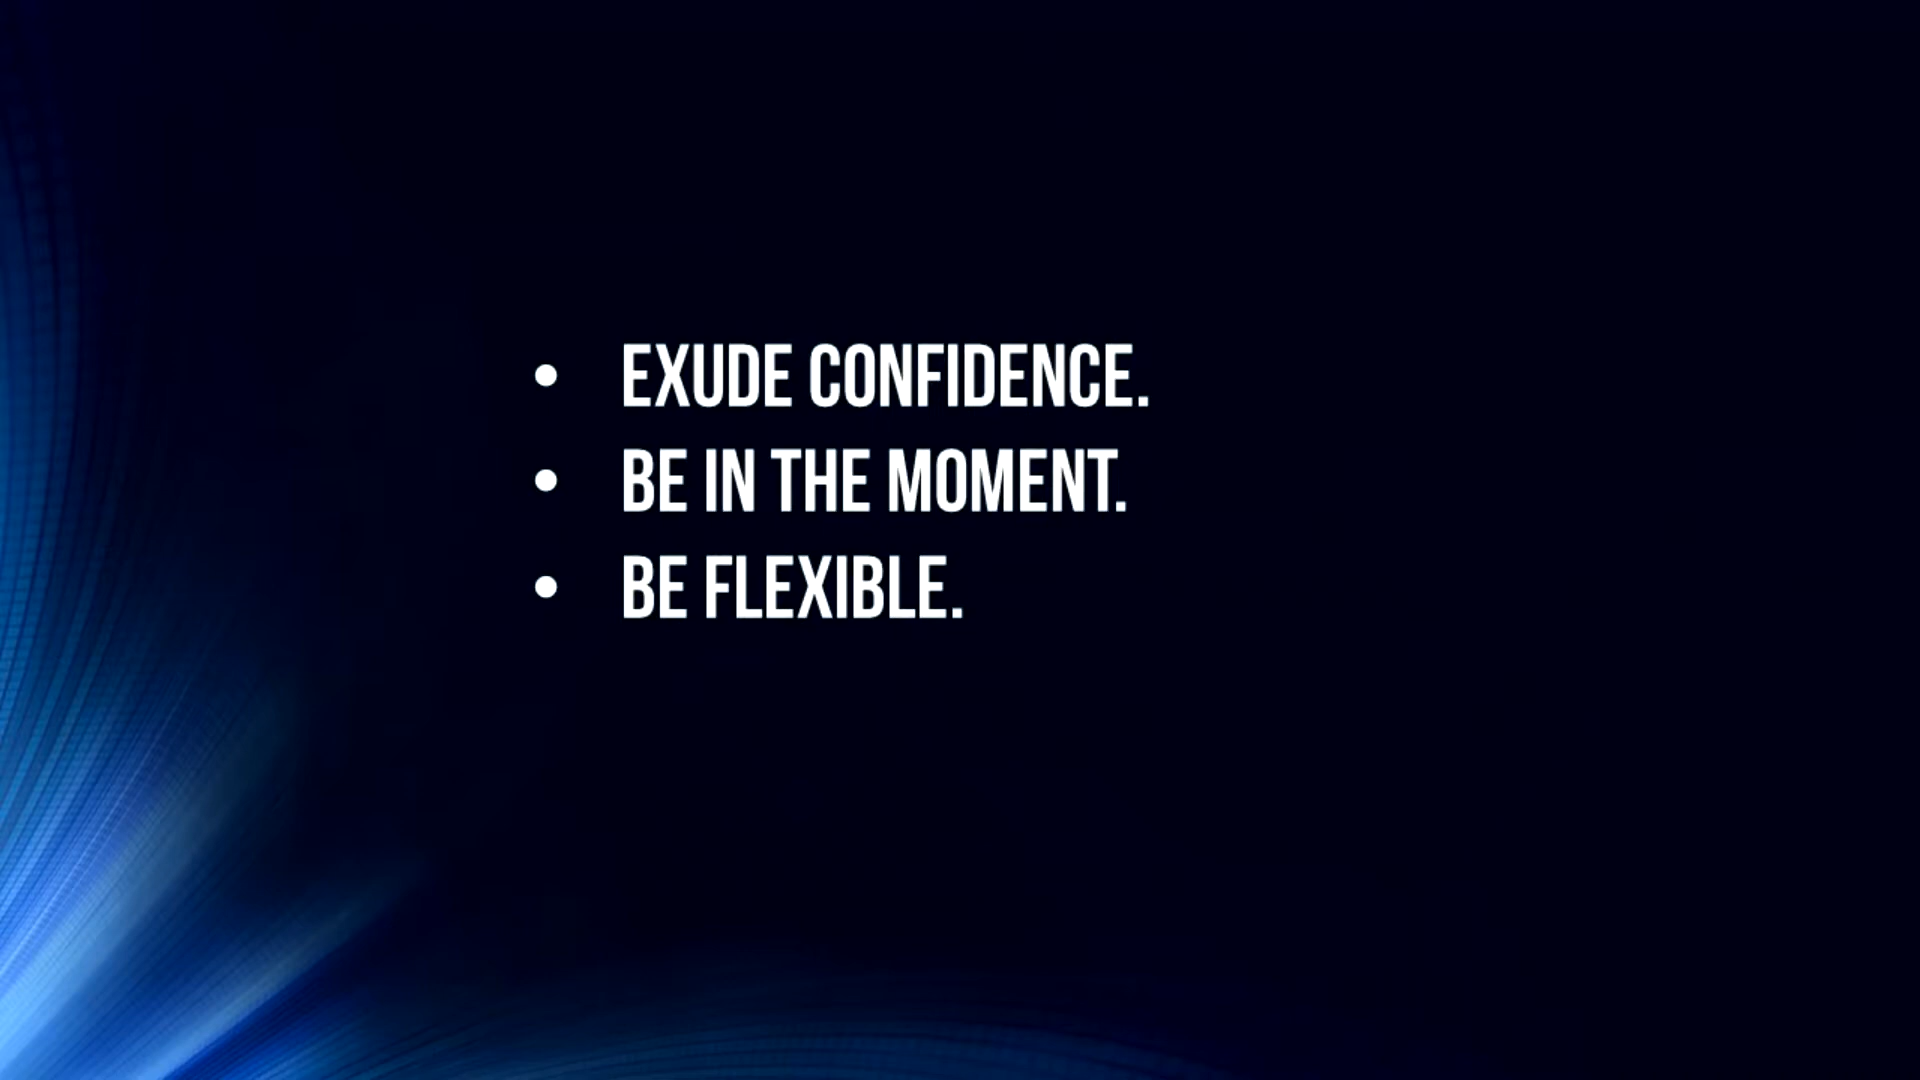 • EXUDE CONFIDENCE.
• BE IN THE MOMENT.
• BE FLEXIBLE.